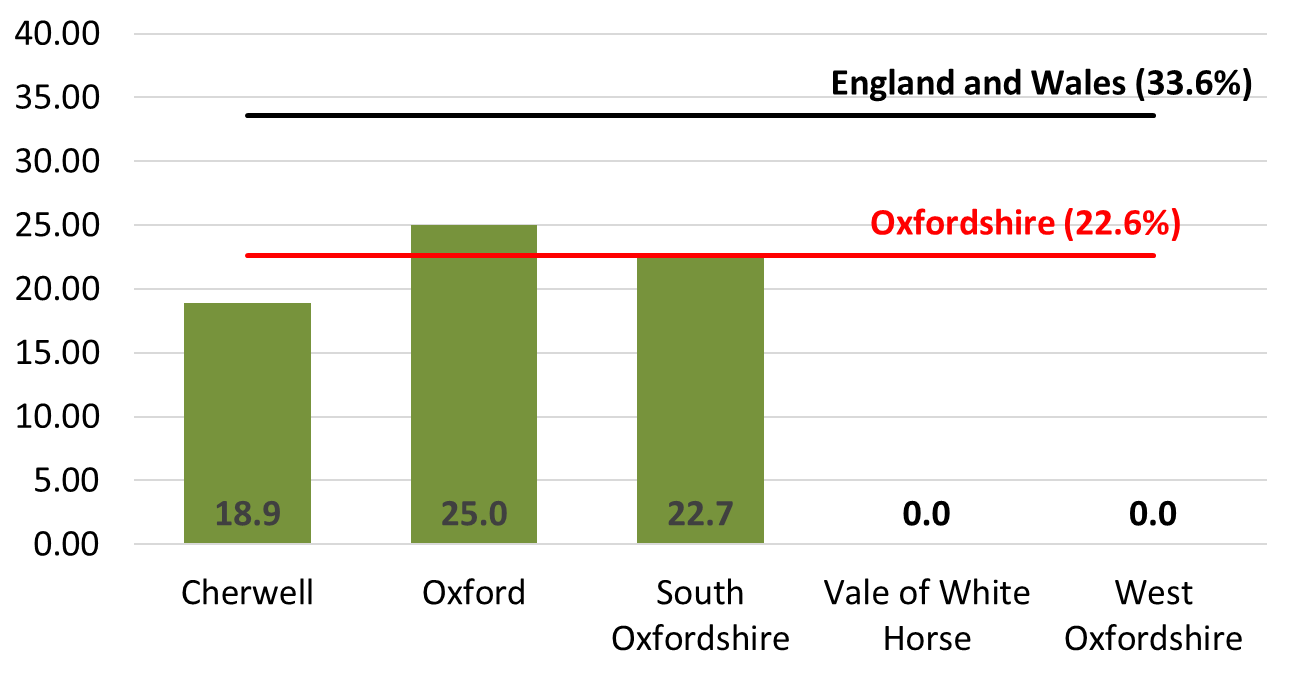 40.00
35.00
30.00
25.00
20.00
15.00
10.00
5.00
0.00
England and Wales (33.6%)
Oxfordshire (22.6%)
18.9
25.0
22.7
0.0
0.0
Cherwell
Oxford
South
Oxfordshire
Vale of White
Horse
West
Oxfordshire